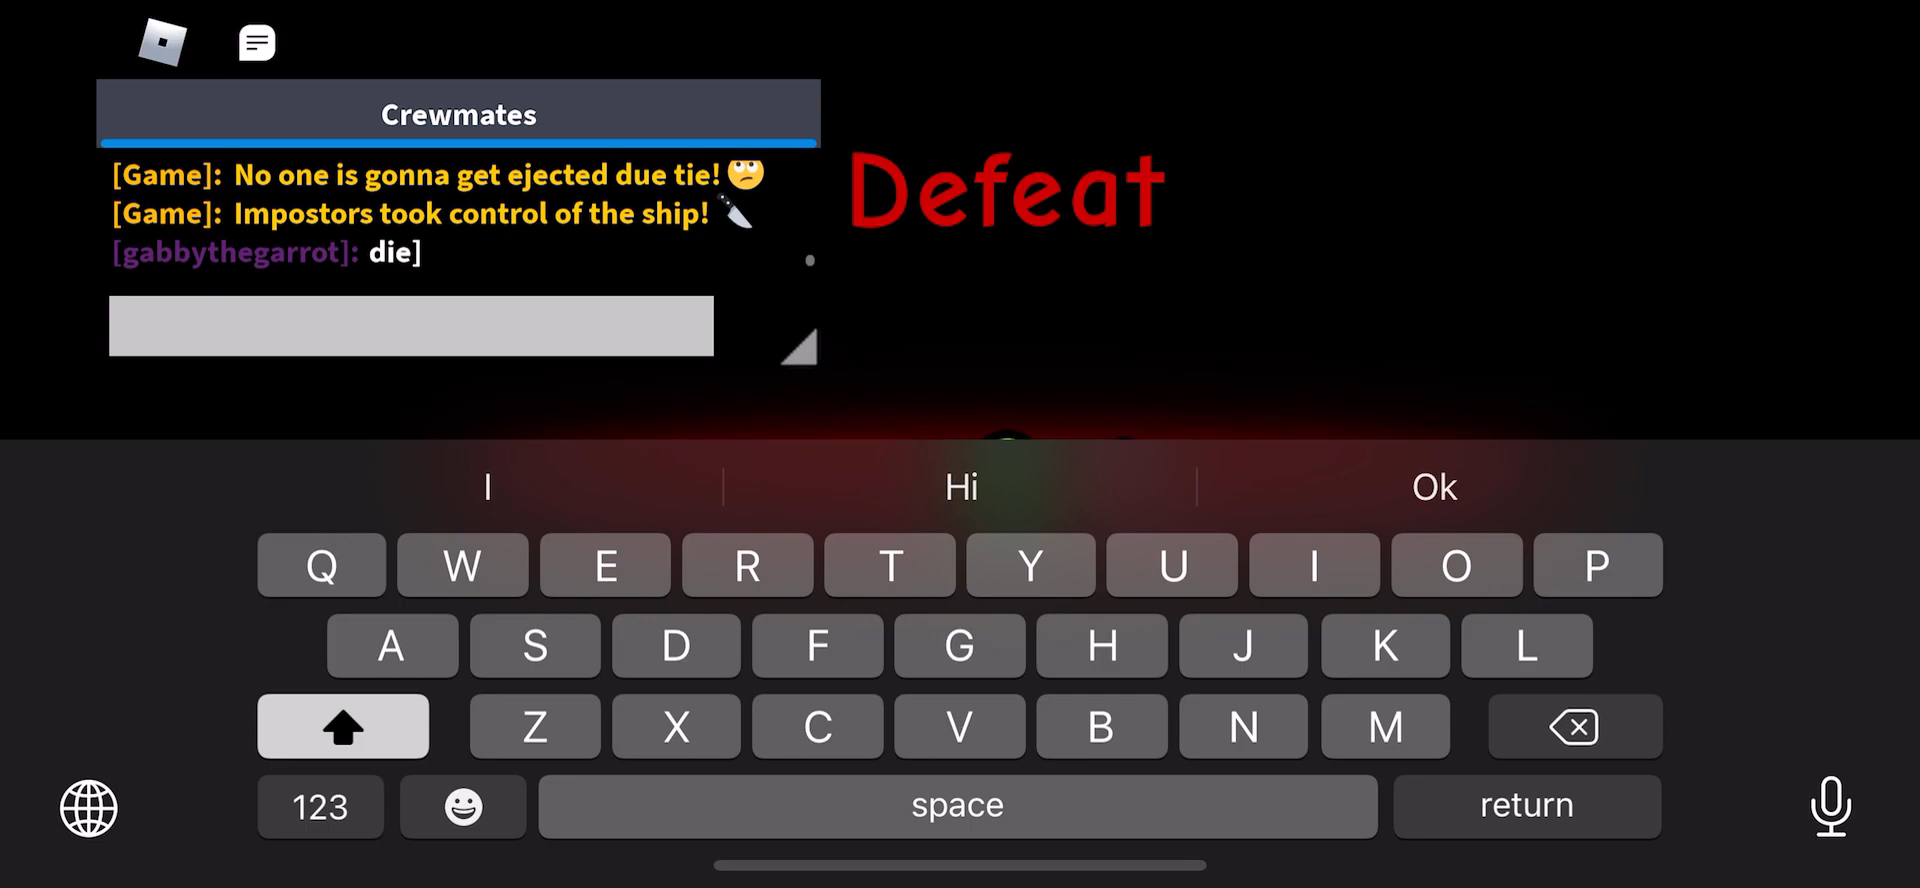 Crewmates
[Game]: No one is gonna get ejected due tie!🙄
[Game]: Impostors took control of the ship! 🔪
[gabbythegarrot]: die]
Defeat
I Hi Ok
Q W E R T Y U I O P
A S D F G H J K L
Z X C V B N M
123 space return